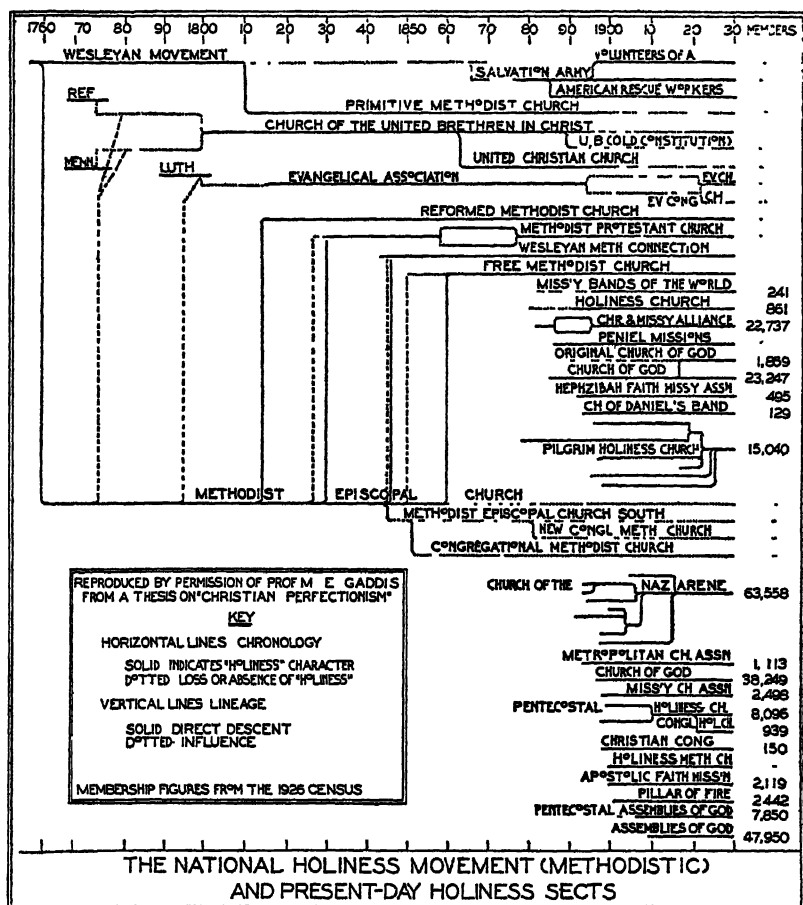 1760 70 80 90 1800 10 20 30 40 1850 60 70 80 90 1900 10 20 30 MEMBERS
WESLEYAN MOVEMENT
VOLUNTEERS OF A
SALVATION ARMY
AMERICAN RESCUE WORKERS
REF
PRIMITIVE METHODIST CHURCH
CHURCH OF THE UNITED BRETHREN IN CHRIST
U.B (OLD CONSTITUTION)
MENN.
LUTH
UNITED CHRISTIAN CHURCH
EVANGELICAL ASSOCIATION
EV.CH
EV CONG CH
REFORMED METHODIST CHURCH
METHODIST PROTESTANT CHURCH
WESLEYAN METH CONNECTION
FREE METHODIST CHURCH
MISS'Y BANDS OF THE WORLD 241
HOLINESS CHURCH 861
CHR & MISSY ALLIANCE 22,737
PENIEL MISSIONS -
ORIGINAL CHURCH OF GOD 1,869
CHURCH OF GOD 23,247
HEPHZIBAH FAITH MISSY ASSN 495
CH OF DANIEL'S BAND 129
PILGRIM HOLINESS CHURCH 15,040
METHODIST EPISCOPAL CHURCH
METHODIST EPISCOPAL CHURCH SOUTH
NEW CONGL METH CHURCH
CONGREGATIONAL METHODIST CHURCH
CHURCH OF THE NAZARENE 63,558
REPRODUCED BY PERMISSION OF PROF M E GADDIS
FROM A THESIS ON "CHRISTIAN PERFECTIONISM"
KEY
HORIZONTAL LINES CHRONOLOGY
SOLID INDICATES "HOLINESS" CHARACTER
DOTTED LOSS OR ABSENCE OF "HOLINESS"
VERTICAL LINES LINEAGE
SOLID DIRECT DESCENT
DOTTED INFLUENCE
MEMBERSHIP FIGURES FROM THE 1926 CENSUS
METROPOLITAN CH. ASSN 1,113
CHURCH OF GOD 38,249
MISS'Y CH ASSN 2,498
PENTECOSTAL HOLINESS CH. 8,096
CONGL HOL.CH. 939
CHRISTIAN CONG 150
HOLINESS METH CH -
APOSTOLIC FAITH MISS'N 2,119
PILLAR OF FIRE 2442
PENTECOSTAL ASSEMBLIES OF GOD 7,850
ASSEMBLIES OF GOD 47,950
THE NATIONAL HOLINESS MOVEMENT (METHODISTIC)
AND PRESENT-DAY HOLINESS SECTS